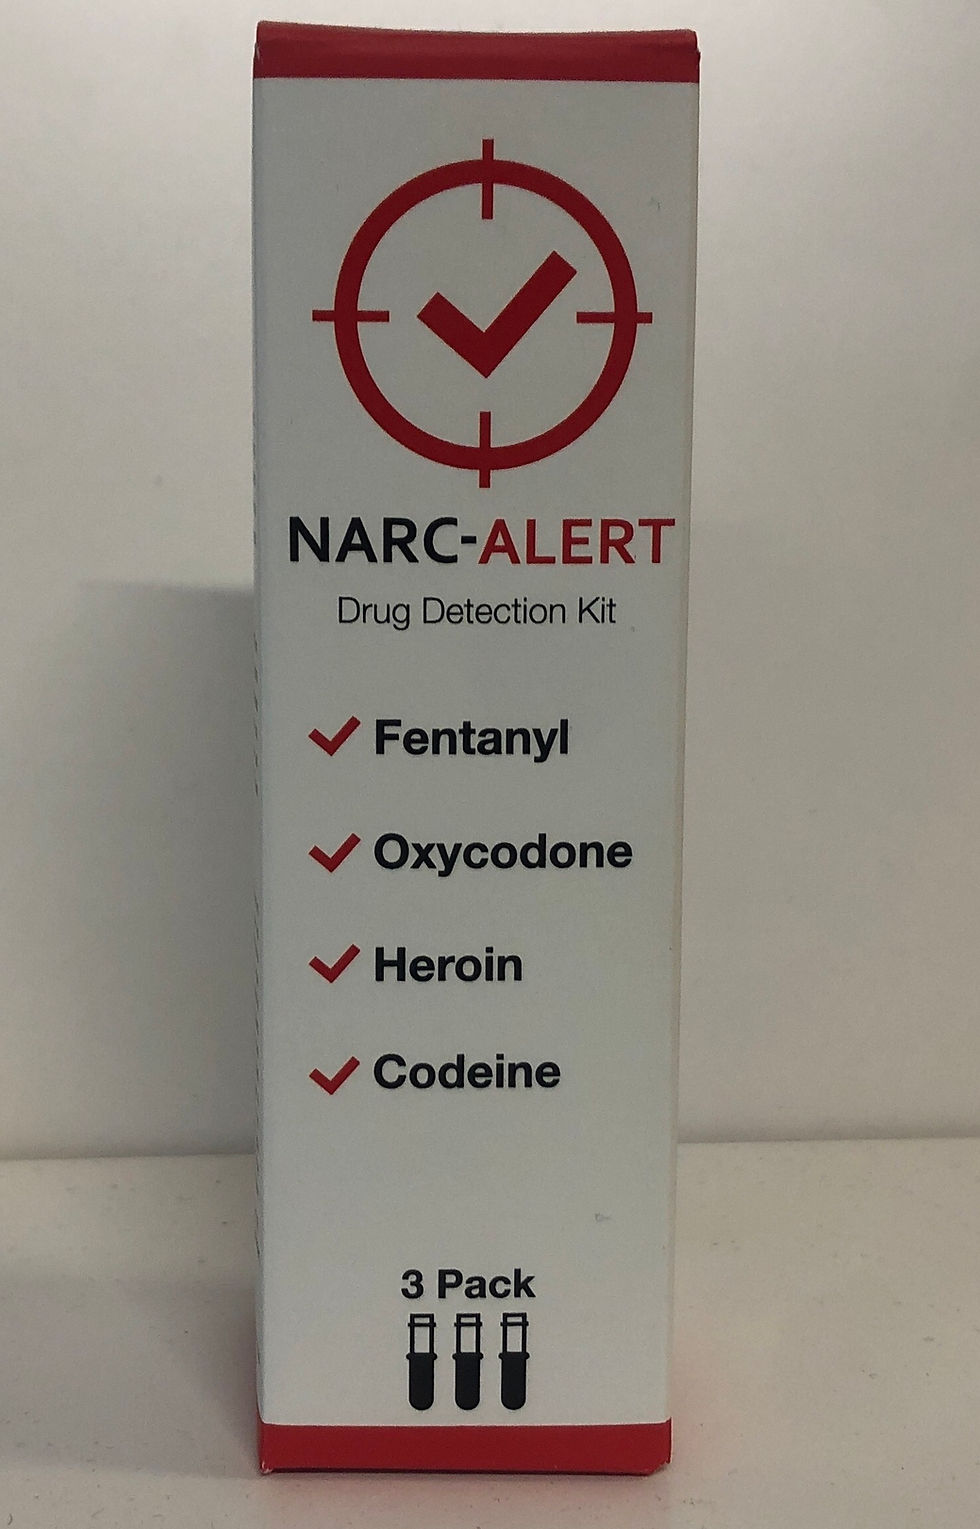 NARC-ALERT
Drug Detection Kit
Fentanyl
Oxycodone
Heroin
Codeine
3 Pack